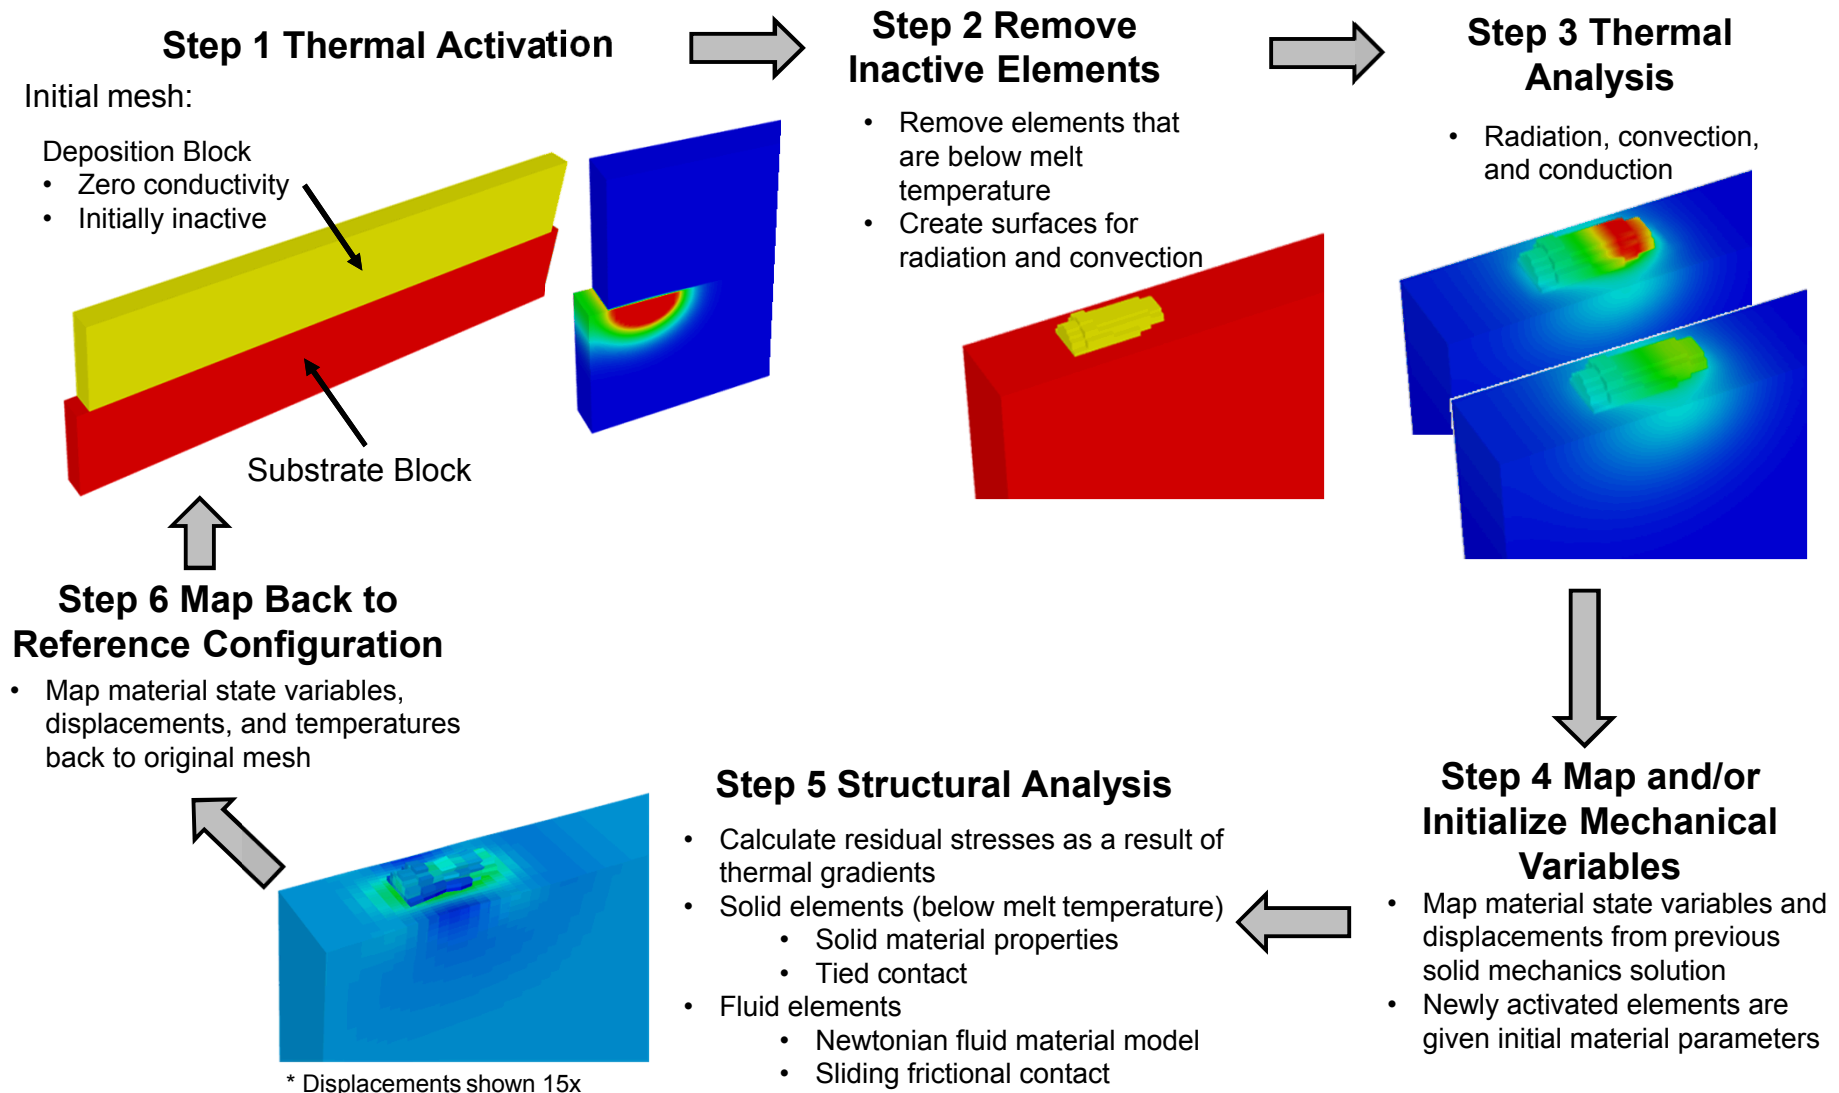 Step 1 Thermal Activation
Initial mesh:
Deposition Block
• Zero conductivity
• Initially inactive
Substrate Block
Step 2 Remove
Inactive Elements
• Remove elements that
are below melt
temperature
• Create surfaces for
radiation and convection
Step 3 Thermal
Analysis
• Radiation, convection,
and conduction
Step 4 Map and/or
Initialize Mechanical
Variables
• Map material state variables and
displacements from previous
solid mechanics solution
• Newly activated elements are
given initial material parameters
Step 5 Structural Analysis
• Calculate residual stresses as a result of
thermal gradients
• Solid elements (below melt temperature)
• Solid material properties
• Tied contact
• Fluid elements
• Newtonian fluid material model
• Sliding frictional contact
* Displacements shown 15x
Step 6 Map Back to
Reference Configuration
• Map material state variables,
displacements, and temperatures
back to original mesh